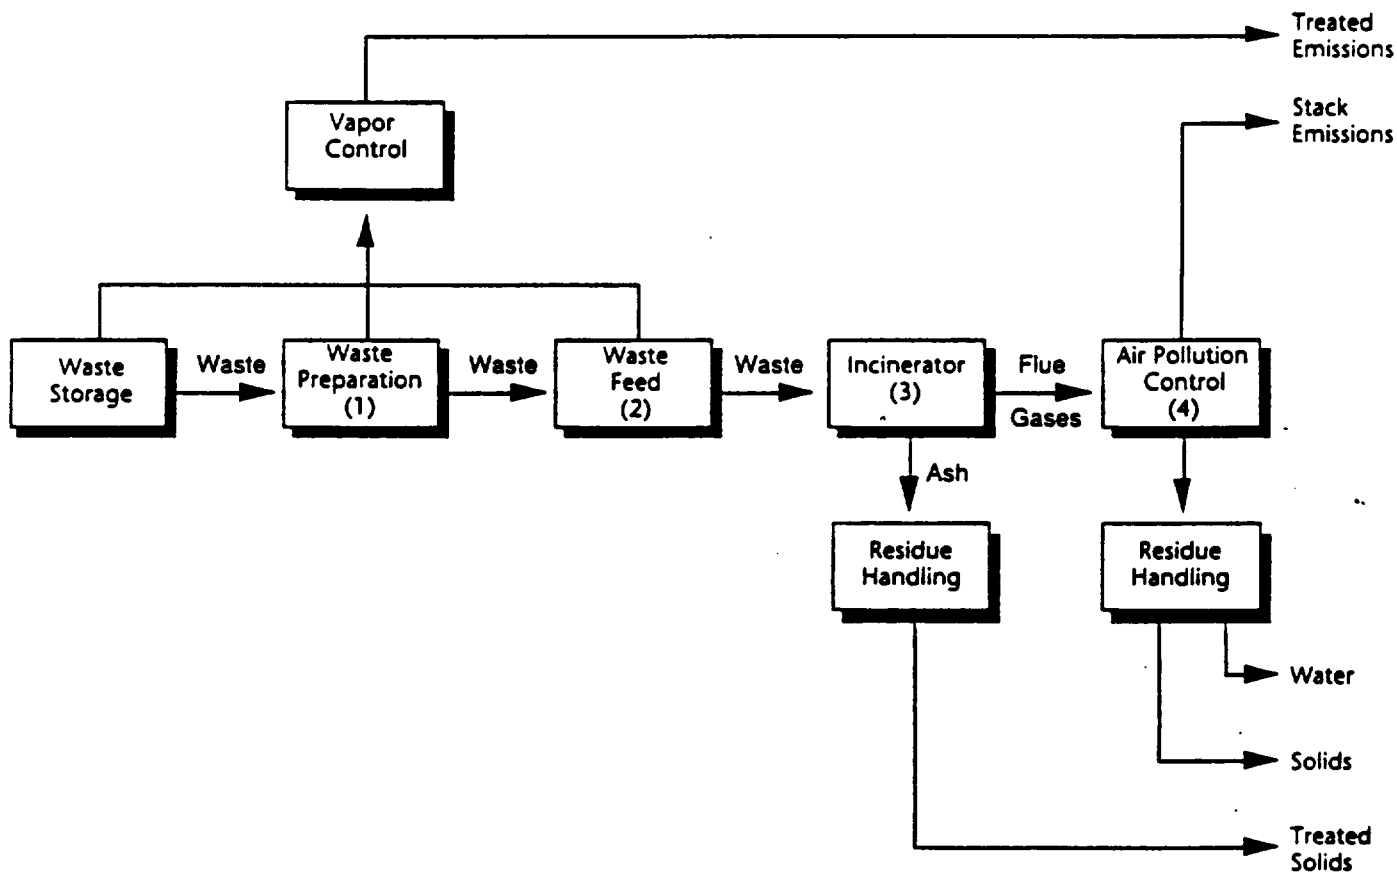 Treated
Emissions
Stack
Emissions
Vapor
Control
Waste
Storage
Waste
Waste
Preparation
(1)
Waste
Waste
Feed
(2)
Waste
Incinerator
(3)
Flue
Gases
Air Pollution
Control
(4)
Ash
Residue
Handling
Residue
Handling
Water
Solids
Treated
Solids